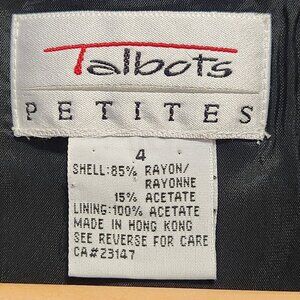 Talbots
PETITES
4
SHELL:85% RAYON/
RAYONNE
15% ACETATE
LINING:100% ACETATE
MADE IN HONG KONG
SEE REVERSE FOR CARE
CA#23147